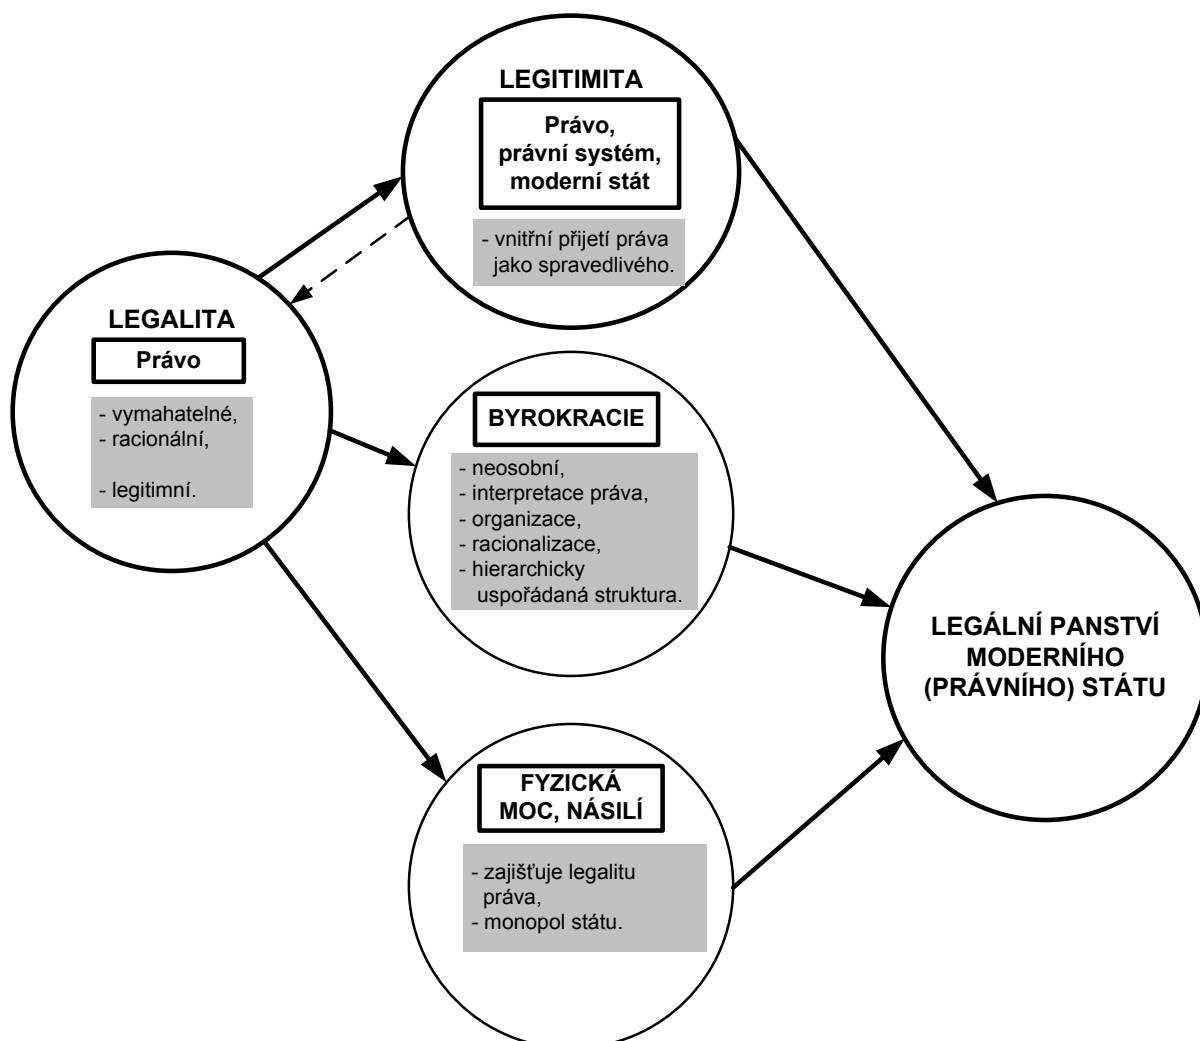 LEGITIMITA
Právo,
právní systém,
moderní stát
- vnitřní přijetí práva
jako spravedlivého.
LEGALITA
Právo
- vymahatelné,
- racionální,
- legitimní.
BYROKRACIE
- neosobní,
- interpretace práva,
- organizace,
- racionalizace,
- hierarchicky
uspořádaná struktura.
FYZICKÁ
MOC, NÁSILÍ
- zajišťuje legalitu
práva,
- monopol státu.
LEGÁLNÍ PANSTVÍ
MODERNÍHO
(PRÁVNÍHO) STÁTU